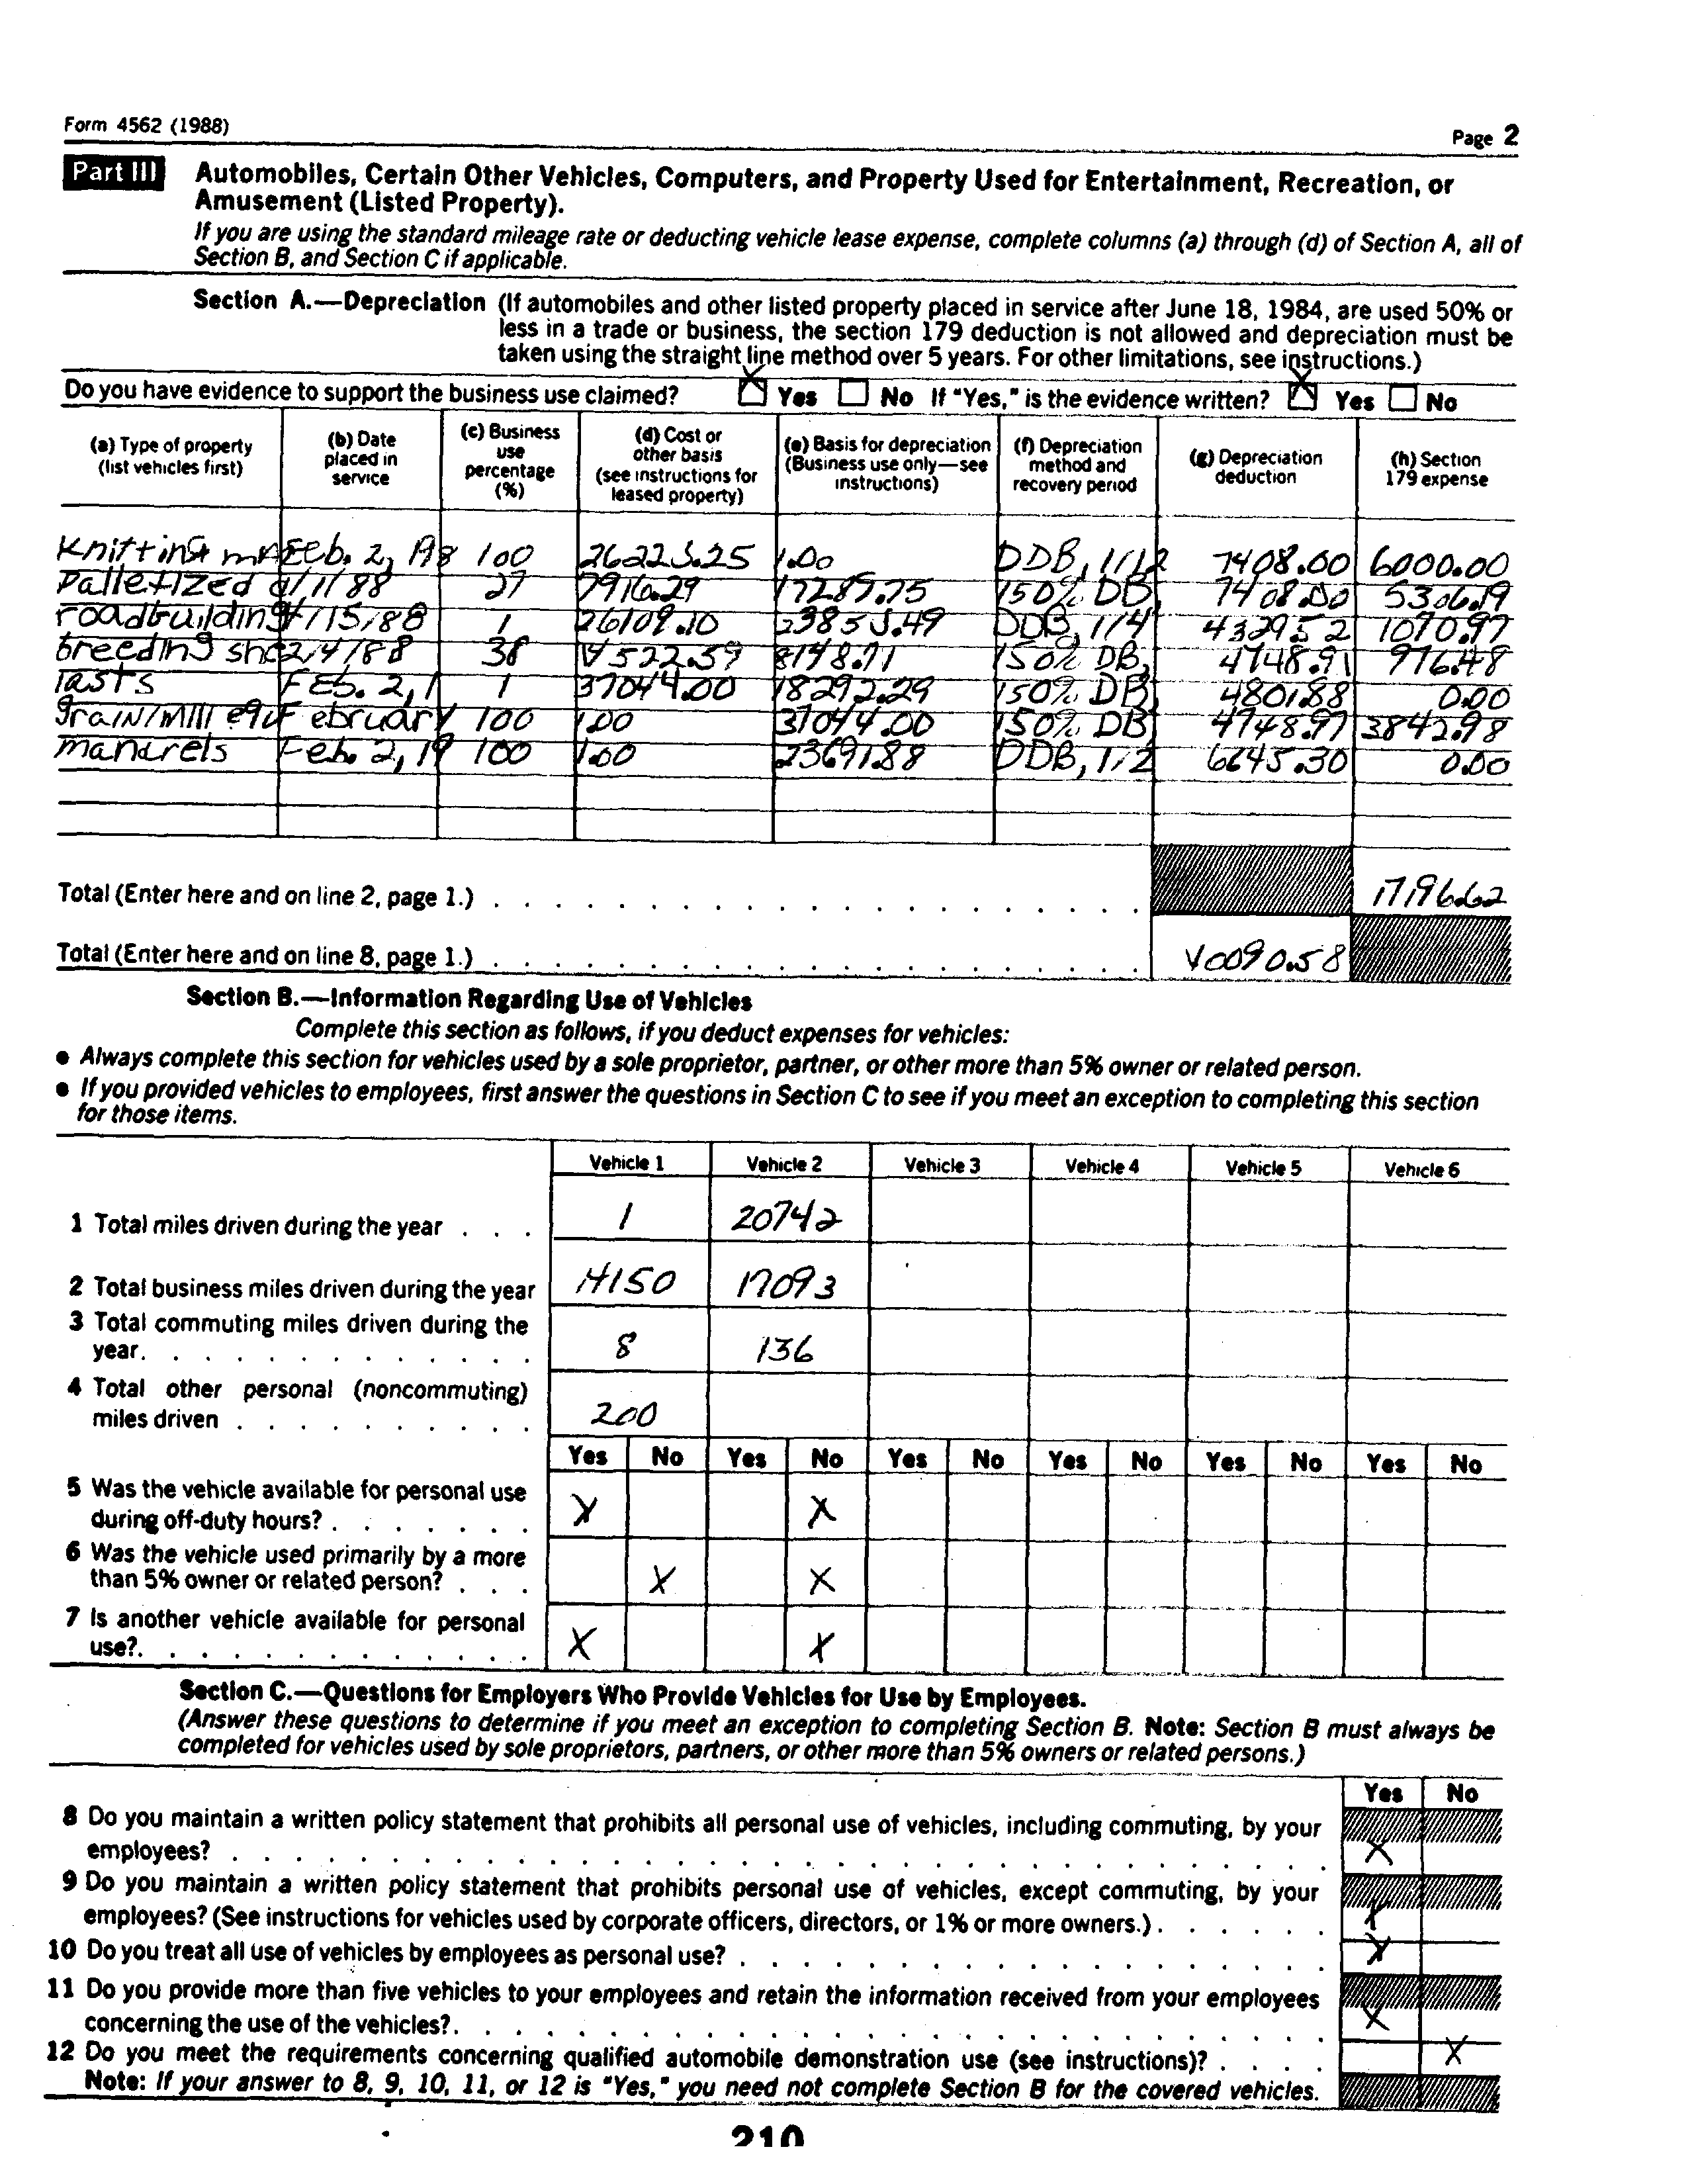 Form 4562 (1988)
Page 2
Part III Automobiles, Certain Other Vehicles, Computers, and Property Used for Entertainment, Recreation, or
Amusement (Listed Property).
If you are using the standard mileage rate or deducting vehicle lease expense, complete columns (a) through (d) of Section A, all of
Section B, and Section C if applicable.
Section A.—Depreciation (If automobiles and other listed property placed in service after June 18, 1984, are used 50% or
less in a trade or business, the section 179 deduction is not allowed and depreciation must be
taken using the straight line method over 5 years. For other limitations, see instructions.)
Do you have evidence to support the business use claimed? X Yes No If "Yes," is the evidence written? X Yes No
(a) Type of property (list vehicles first) (b) Date placed in service (c) Business use percentage (%) (d) Cost or other basis (see instructions for leased property) (e) Basis for depreciation (Business use only—see instructions) (f) Depreciation method and recovery period (g) Depreciation deduction (h) Section 179 expense
Knitting Feb. 2, 100 26223.25 1.00 DDB, 1/12 7408.00 6000.00
Palletized 1/1/88 27 7916.29 17287.75 150% DB, 7408.00 5306.19
roadbuilding 4/15/88 1 26109.10 23855.49 DDB, 1/4 4329.52 1070.97
breeding 2/4/88 38 8148.71 150% DB, 4748.91 976.48
lasts Feb. 2, 1 1 37044.00 18292.29 150% DB, 4801.88 0.00
grain/mill February 100 1.00 37044.00 150% DB 4748.97 3842.98
mandrels Feb. 2, 19 100 1.00 23691.88 DDB, 1/2 6645.30 0.00
Total (Enter here and on line 2, page 1.) 17196.62
Total (Enter here and on line 8, page 1.) 40090.58
Section B.—Information Regarding Use of Vehicles
Complete this section as follows, if you deduct expenses for vehicles:
● Always complete this section for vehicles used by a sole proprietor, partner, or other more than 5% owner or related person.
● If you provided vehicles to employees, first answer the questions in Section C to see if you meet an exception to completing this section
for those items.
Vehicle 1 Vehicle 2 Vehicle 3 Vehicle 4 Vehicle 5 Vehicle 6
1 Total miles driven during the year . . . 1 20742
2 Total business miles driven during the year 14150 17093
3 Total commuting miles driven during the
year. . . . . . . . . . . . . 8 136
4 Total other personal (noncommuting)
miles driven . . . . . . . . . . 200
Yes No Yes No Yes No Yes No Yes No Yes No
5 Was the vehicle available for personal use
during off-duty hours? . . . . . . . X X
6 Was the vehicle used primarily by a more
than 5% owner or related person? . . . X X
7 Is another vehicle available for personal
use?. . . . . . . . . . . . . X X
Section C.—Questions for Employers Who Provide Vehicles for Use by Employees.
(Answer these questions to determine if you meet an exception to completing Section B. Note: Section B must always be
completed for vehicles used by sole proprietors, partners, or other more than 5% owners or related persons.)
Yes No
8 Do you maintain a written policy statement that prohibits all personal use of vehicles, including commuting, by your
employees? X
9 Do you maintain a written policy statement that prohibits personal use of vehicles, except commuting, by your
employees? (See instructions for vehicles used by corporate officers, directors, or 1% or more owners.) . X
10 Do you treat all use of vehicles by employees as personal use? X
11 Do you provide more than five vehicles to your employees and retain the information received from your employees
concerning the use of the vehicles?. X
12 Do you meet the requirements concerning qualified automobile demonstration use (see instructions)? . . . . X
Note: If your answer to 8, 9, 10, 11, or 12 is "Yes," you need not complete Section B for the covered vehicles.
210